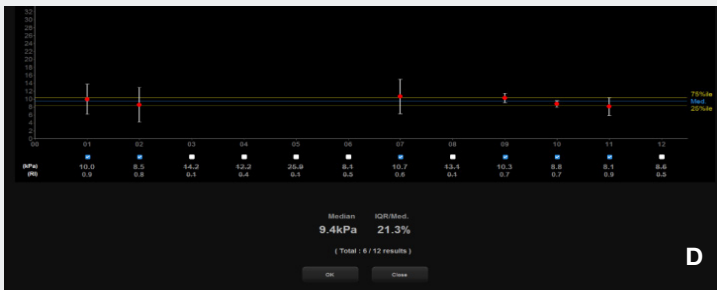 32
30
28
26
24
22
20
18
16
14
12
10
8
6
4
2
0
75%ile
Med.
25%ile
00 01 02 03 04 05 06 07 08 09 10 11 12
(kPa) 10.0 8.5 14.2 12.2 25.9 8.1 10.7 13.1 10.3 8.8 8.1 8.6
(RI) 0.9 0.8 0.1 0.4 0.1 0.5 0.6 0.1 0.7 0.7 0.9 0.5
Median IQR/Med.
9.4kPa 21.3%
( Total : 6 / 12 results )
OK Close
D